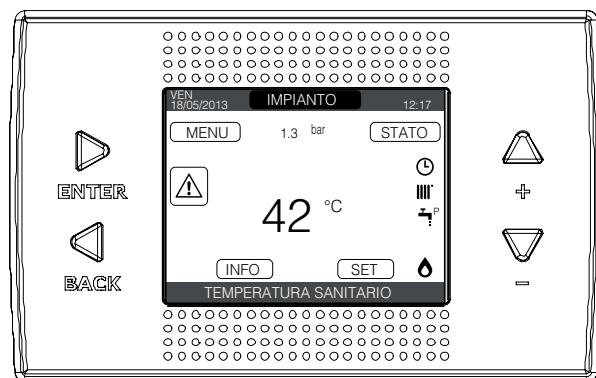 VEN
18/05/2013 IMPIANTO 12:17
MENU 1.3 bar STATO
ENTER
+
P
42 °C
BACK
INFO SET
−
TEMPERATURA SANITARIO